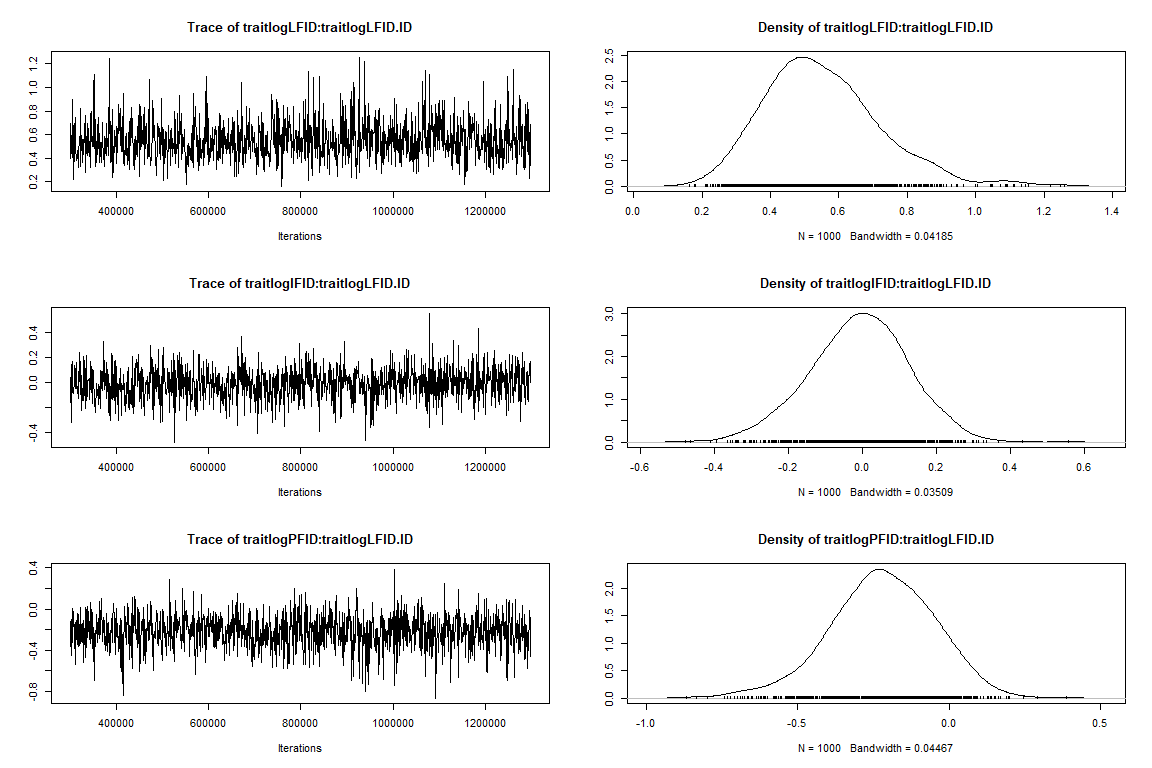 Trace of traitlogLFID:traitlogLFID.ID
Density of traitlogLFID:traitlogLFID.ID
0.2 0.4 0.6 0.8 1.0 1.2
400000 600000 800000 1000000 1200000
Iterations
0.0 0.5 1.0 1.5 2.0 2.5
0.0 0.2 0.4 0.6 0.8 1.0 1.2 1.4
N = 1000 Bandwidth = 0.04185
Trace of traitlogIFID:traitlogLFID.ID
Density of traitlogIFID:traitlogLFID.ID
-0.4 0.0 0.2 0.4
400000 600000 800000 1000000 1200000
Iterations
0.0 1.0 2.0 3.0
-0.6 -0.4 -0.2 0.0 0.2 0.4 0.6
N = 1000 Bandwidth = 0.03509
Trace of traitlogPFID:traitlogLFID.ID
Density of traitlogPFID:traitlogLFID.ID
-0.8 -0.4 0.0 0.4
400000 600000 800000 1000000 1200000
Iterations
0.0 0.5 1.0 1.5 2.0
-1.0 -0.5 0.0 0.5
N = 1000 Bandwidth = 0.04467